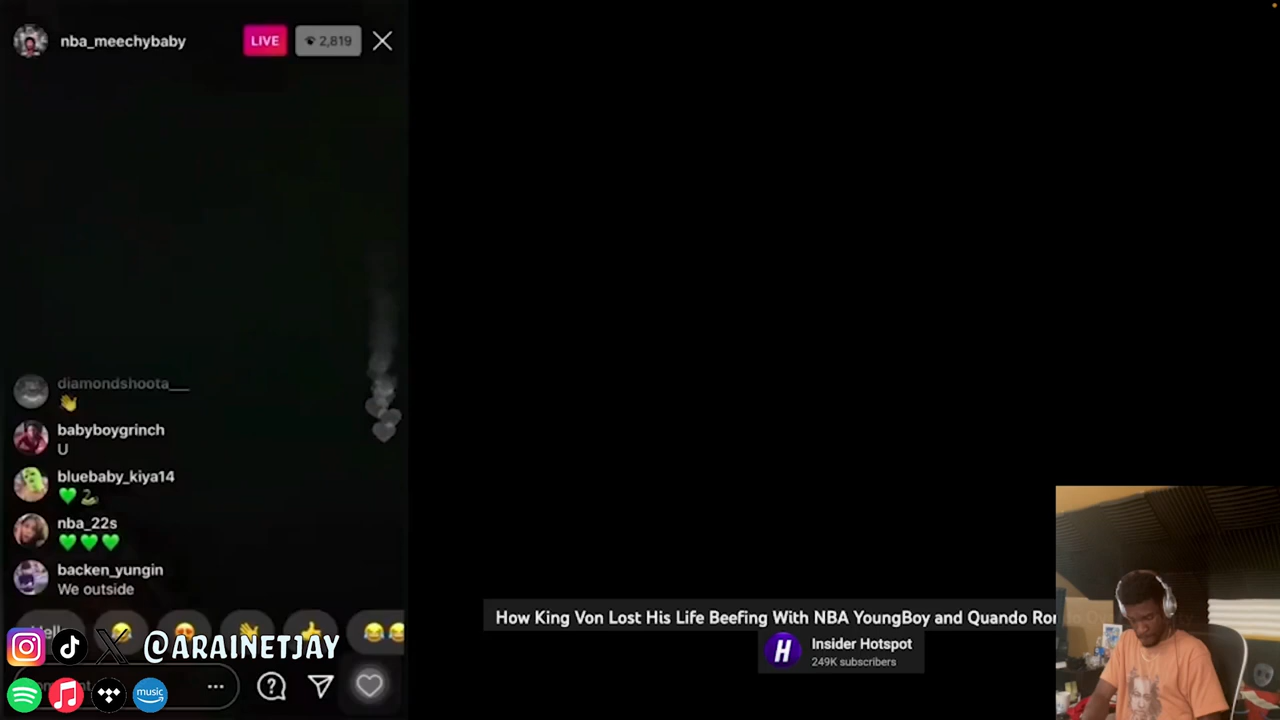 nba_meechybaby
LIVE
2,819
diamondshoota__
babyboygrinch
U
bluebaby_kiya14
nba_22s
backen_yungin
We outside
@ARAINETJAY
music
How King Von Lost His Life Beefing With NBA YoungBoy and Quando
Insider Hotspot
249K subscribers